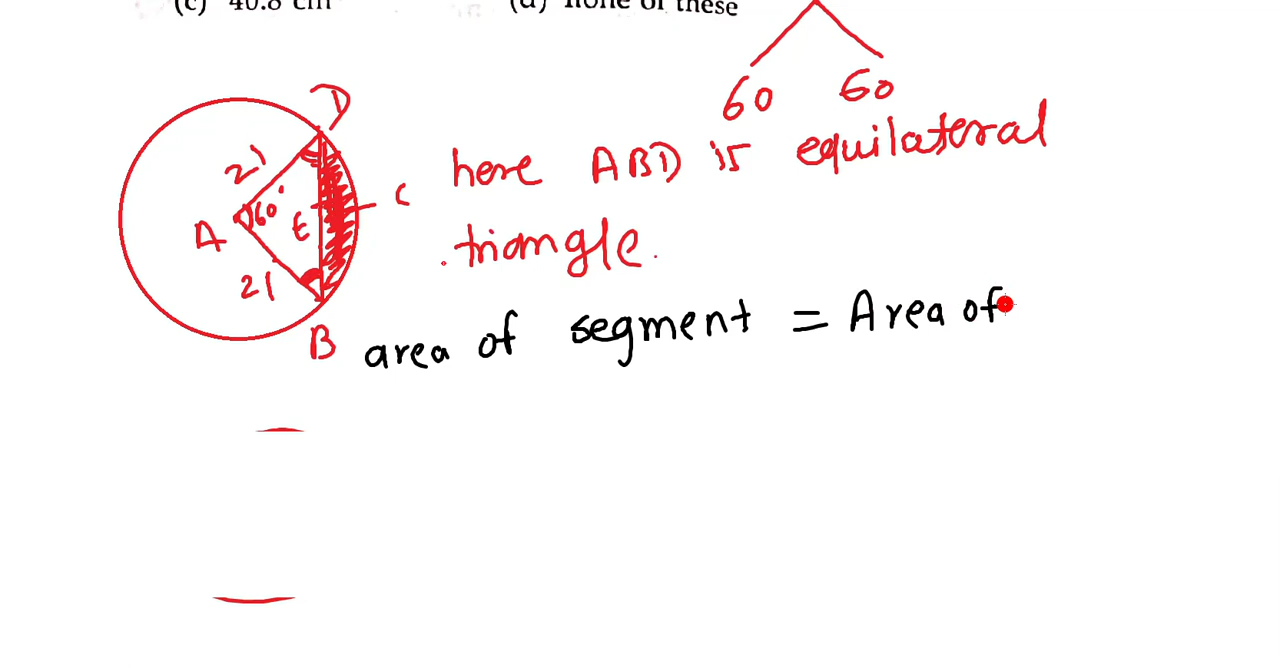 (c) 40.8 cm (d) none of these
60 60
D
21
60°
A E C
21
B
here ABD is equilateral
triangle.
area of segment = Area of